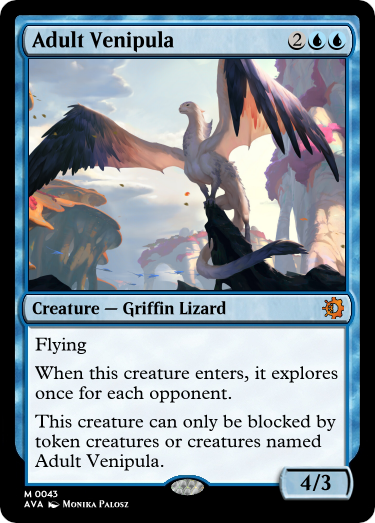 Adult Venipula 2
Creature — Griffin Lizard
Flying
When this creature enters, it explores
once for each opponent.
This creature can only be blocked by
token creatures or creatures named
Adult Venipula.
4/3
M 0043
AVA Monika Palosz